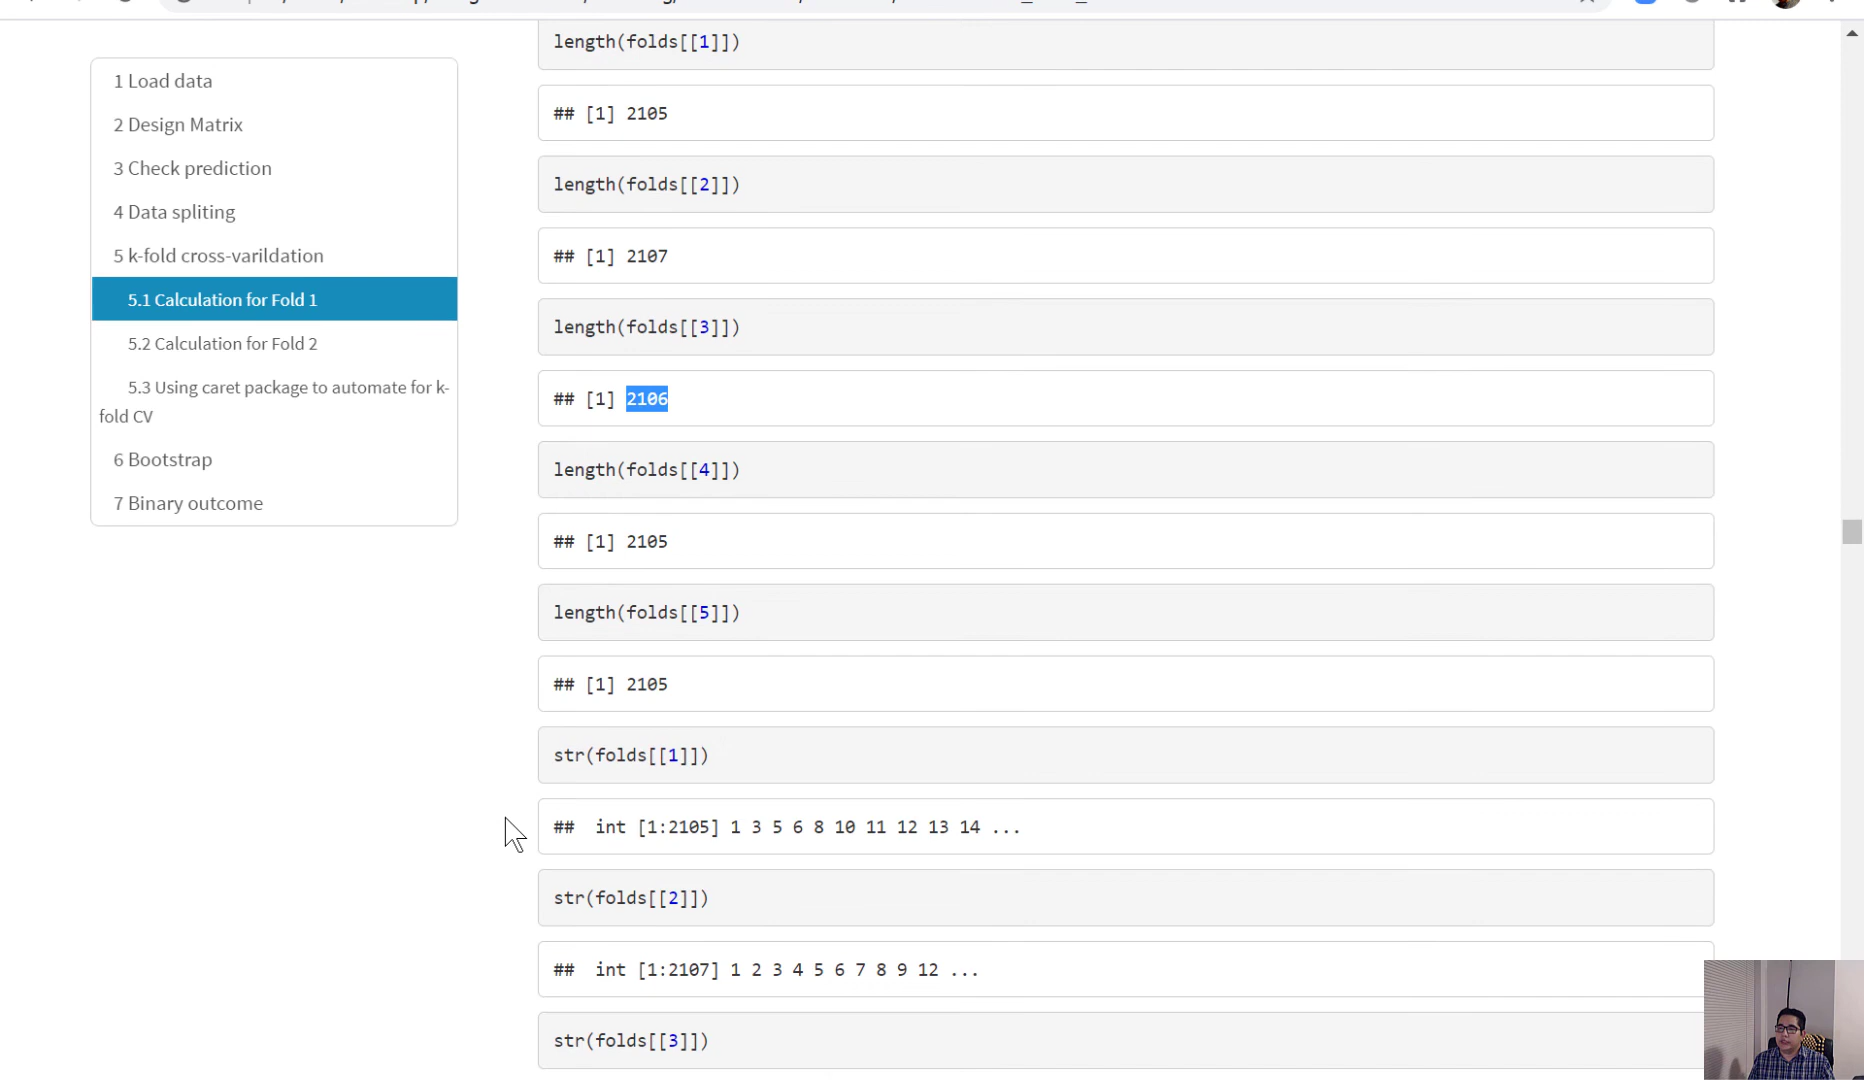 1 Load data
2 Design Matrix
3 Check prediction
4 Data spliting
5 k-fold cross-varildation
5.1 Calculation for Fold 1
5.2 Calculation for Fold 2
5.3 Using caret package to automate for k-
fold CV
6 Bootstrap
7 Binary outcome
length(folds[[1]])
## [1] 2105
length(folds[[2]])
## [1] 2107
length(folds[[3]])
## [1] 2106
length(folds[[4]])
## [1] 2105
length(folds[[5]])
## [1] 2105
str(folds[[1]])
##  int [1:2105] 1 3 5 6 8 10 11 12 13 14 ...
str(folds[[2]])
##  int [1:2107] 1 2 3 4 5 6 7 8 9 12 ...
str(folds[[3]])